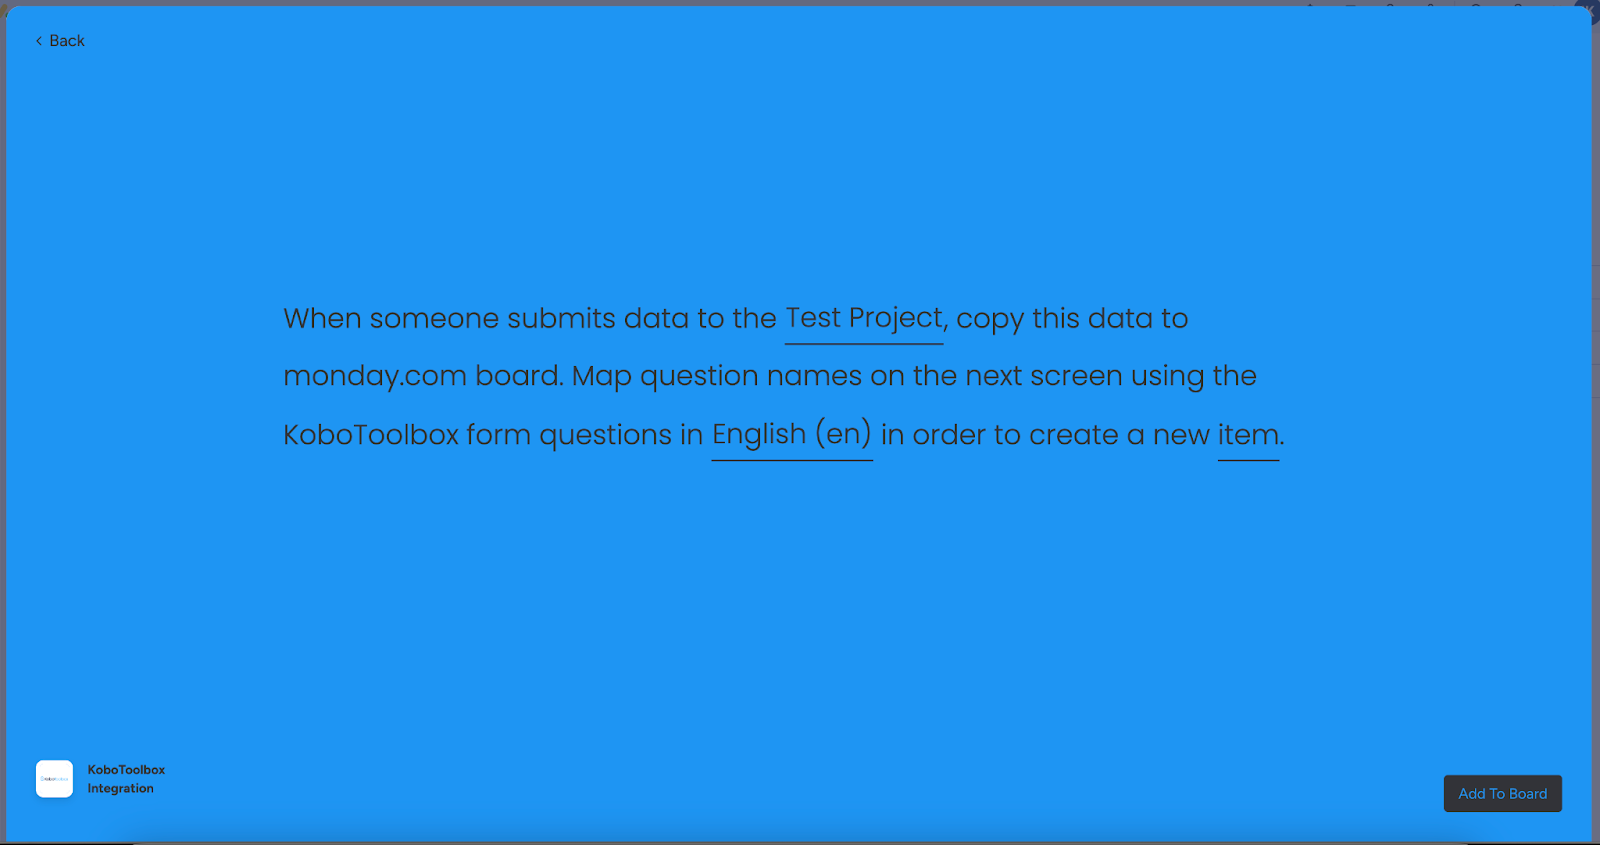 Back
When someone submits data to the Test Project, copy this data to
monday.com board. Map question names on the next screen using the
KoboToolbox form questions in English (en) in order to create a new item.
KoboToolbox
Integration
Add To Board